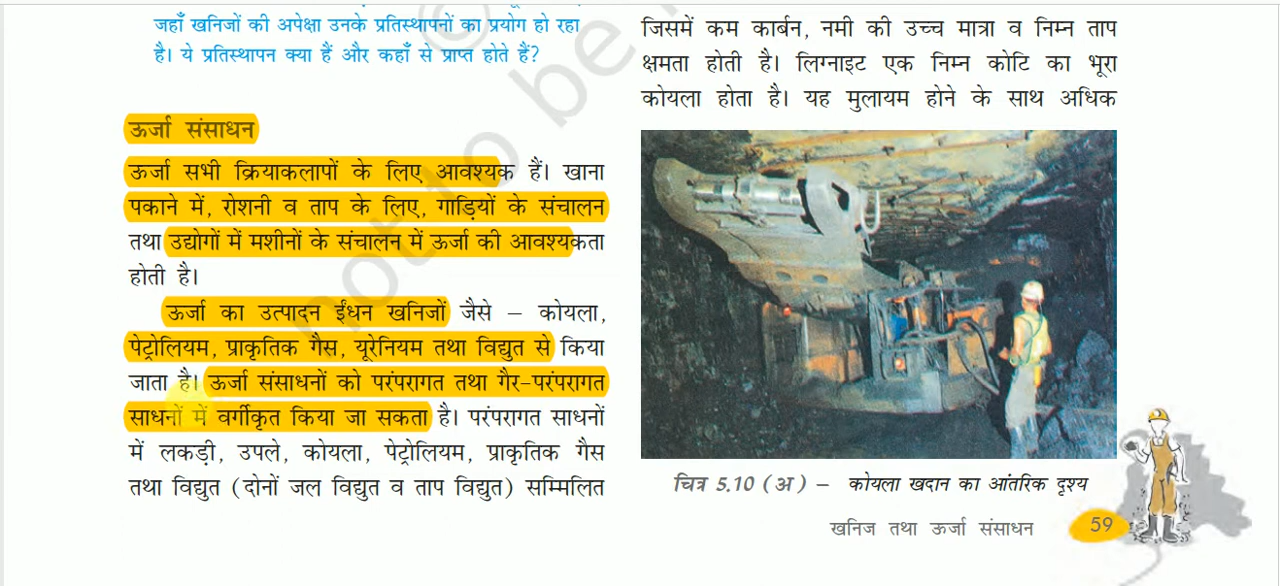 जहाँ खनिजों की अपेक्षा उनके प्रतिस्थापनों का प्रयोग हो रहा
है। ये प्रतिस्थापन क्या हैं और कहाँ से प्राप्त होते हैं?
ऊर्जा संसाधन
ऊर्जा सभी क्रियाकलापों के लिए आवश्यक हैं। खाना
पकाने में, रोशनी व ताप के लिए, गाड़ियों के संचालन
तथा उद्योगों में मशीनों के संचालन में ऊर्जा की आवश्यकता
होती है।
ऊर्जा का उत्पादन ईंधन खनिजों जैसे – कोयला,
पेट्रोलियम, प्राकृतिक गैस, यूरेनियम तथा विद्युत से किया
जाता है। ऊर्जा संसाधनों को परंपरागत तथा गैर-परंपरागत
साधनों में वर्गीकृत किया जा सकता है। परंपरागत साधनों
में लकड़ी, उपले, कोयला, पेट्रोलियम, प्राकृतिक गैस
तथा विद्युत (दोनों जल विद्युत व ताप विद्युत) सम्मिलित
जिसमें कम कार्बन, नमी की उच्च मात्रा व निम्न ताप
क्षमता होती है। लिग्नाइट एक निम्न कोटि का भूरा
कोयला होता है। यह मुलायम होने के साथ अधिक
चित्र 5.10 (अ) – कोयला खदान का आंतरिक दृश्य
खनिज तथा ऊर्जा संसाधन 59
©
not to be